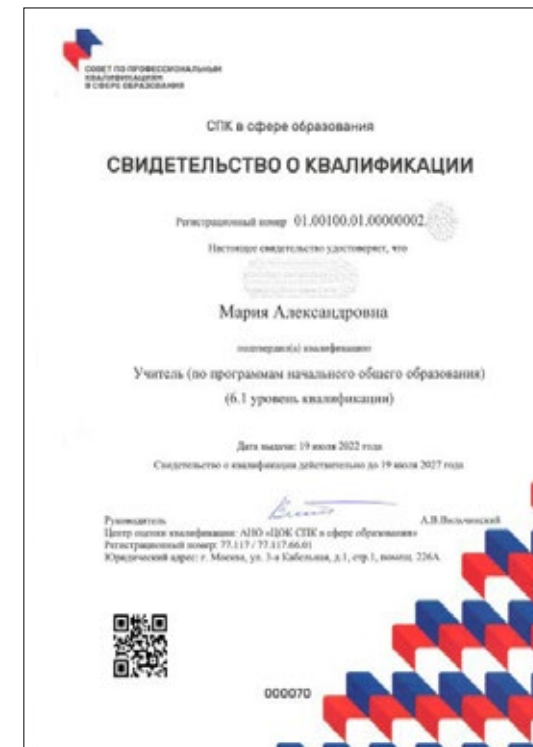 СОВЕТ ПО ПРОФЕССИОНАЛЬНЫМ
КВАЛИФИКАЦИЯМ
В СФЕРЕ ОБРАЗОВАНИЯ
СПК в сфере образования
СВИДЕТЕЛЬСТВО О КВАЛИФИКАЦИИ
Регистрационный номер 01.00100.01.00000002.
Настоящее свидетельство удостоверяет, что
Мария Александровна
подтвердил(а) квалификацию
Учитель (по программам начального общего образования)
(6.1 уровень квалификации)
Дата выдачи: 19 июля 2022 года
Свидетельство о квалификации действительно до 19 июля 2027 года
Руководитель А.В.Вильчинский
Центр оценки квалификации: АНО «ЦОК СПК в сфере образования»
Регистрационный номер: 77.117 / 77.117.66.01
Юридический адрес: г. Москва, ул. 3-я Кабельная, д.1, стр.1, помещ. 226А
000070